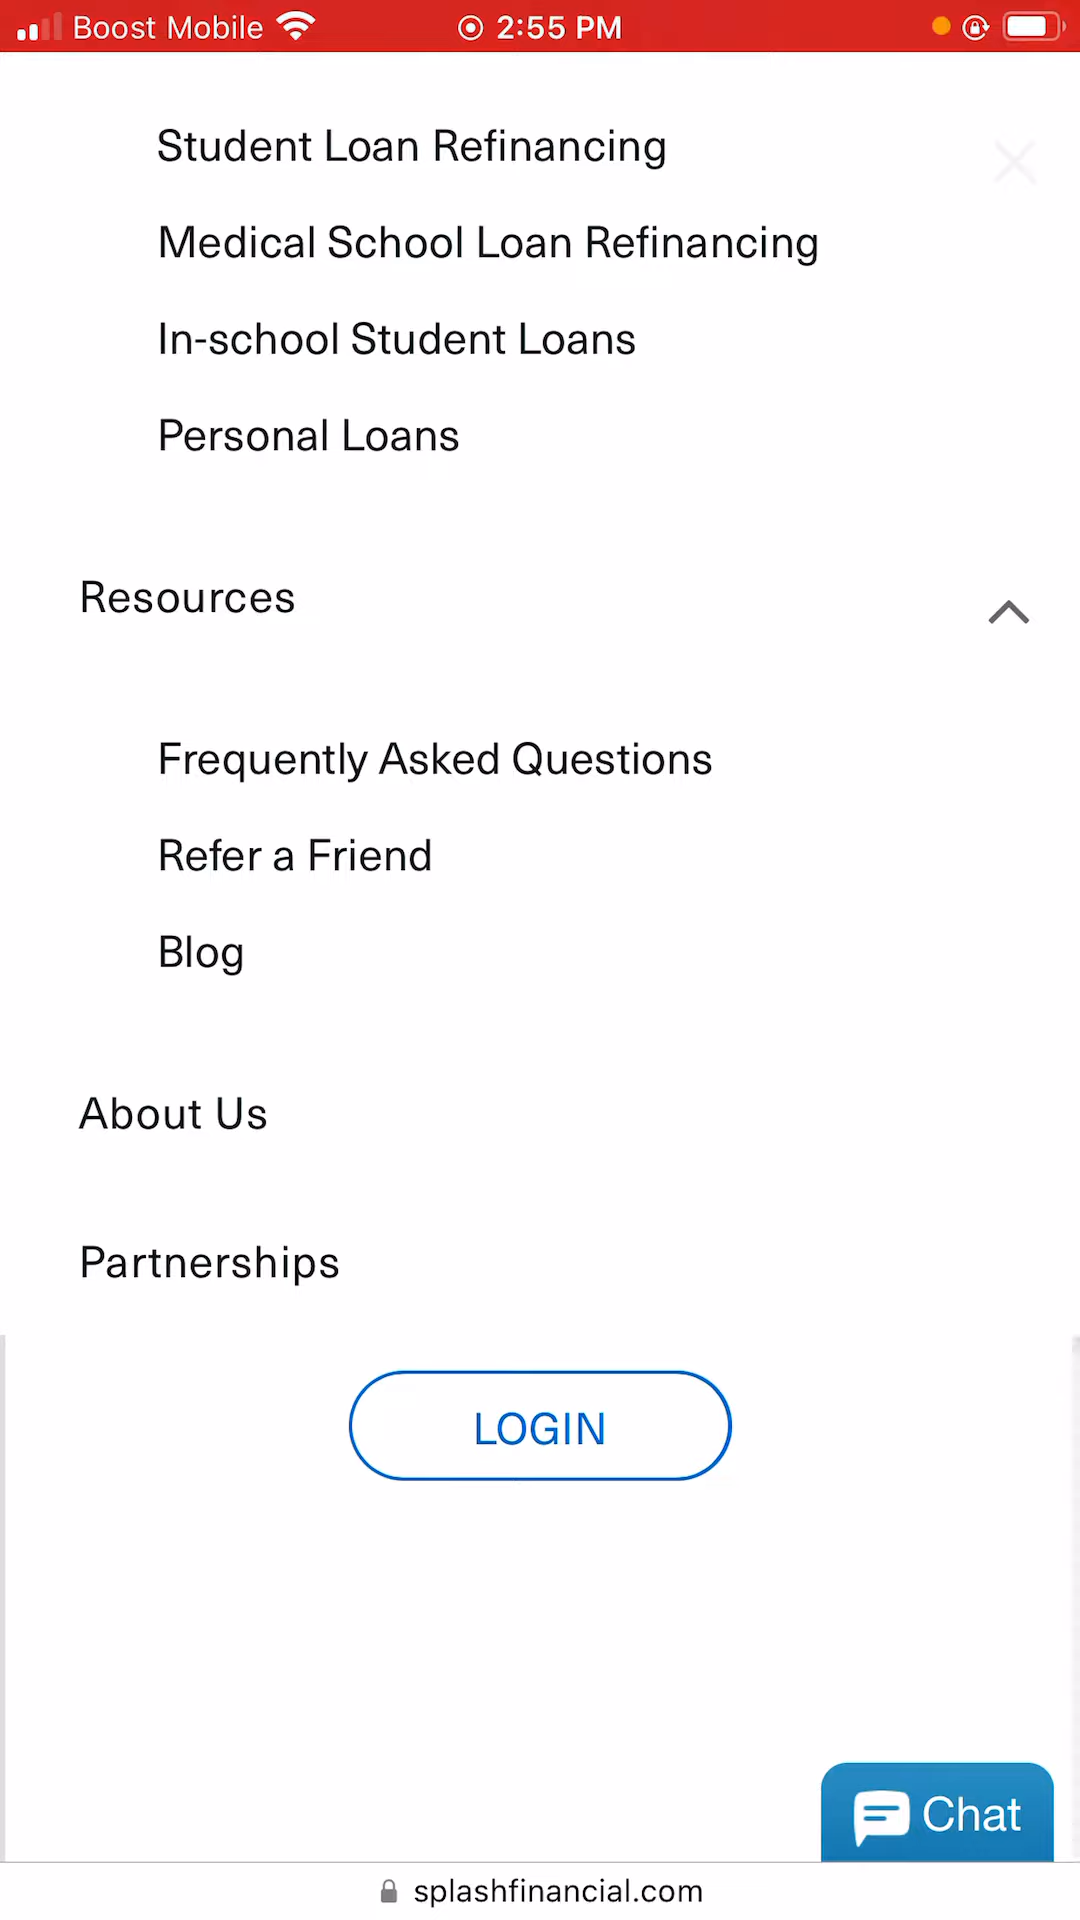 Boost Mobile 2:55 PM
Student Loan Refinancing
Medical School Loan Refinancing
In-school Student Loans
Personal Loans
Resources
Frequently Asked Questions
Refer a Friend
Blog
About Us
Partnerships
LOGIN
Chat
splashfinancial.com